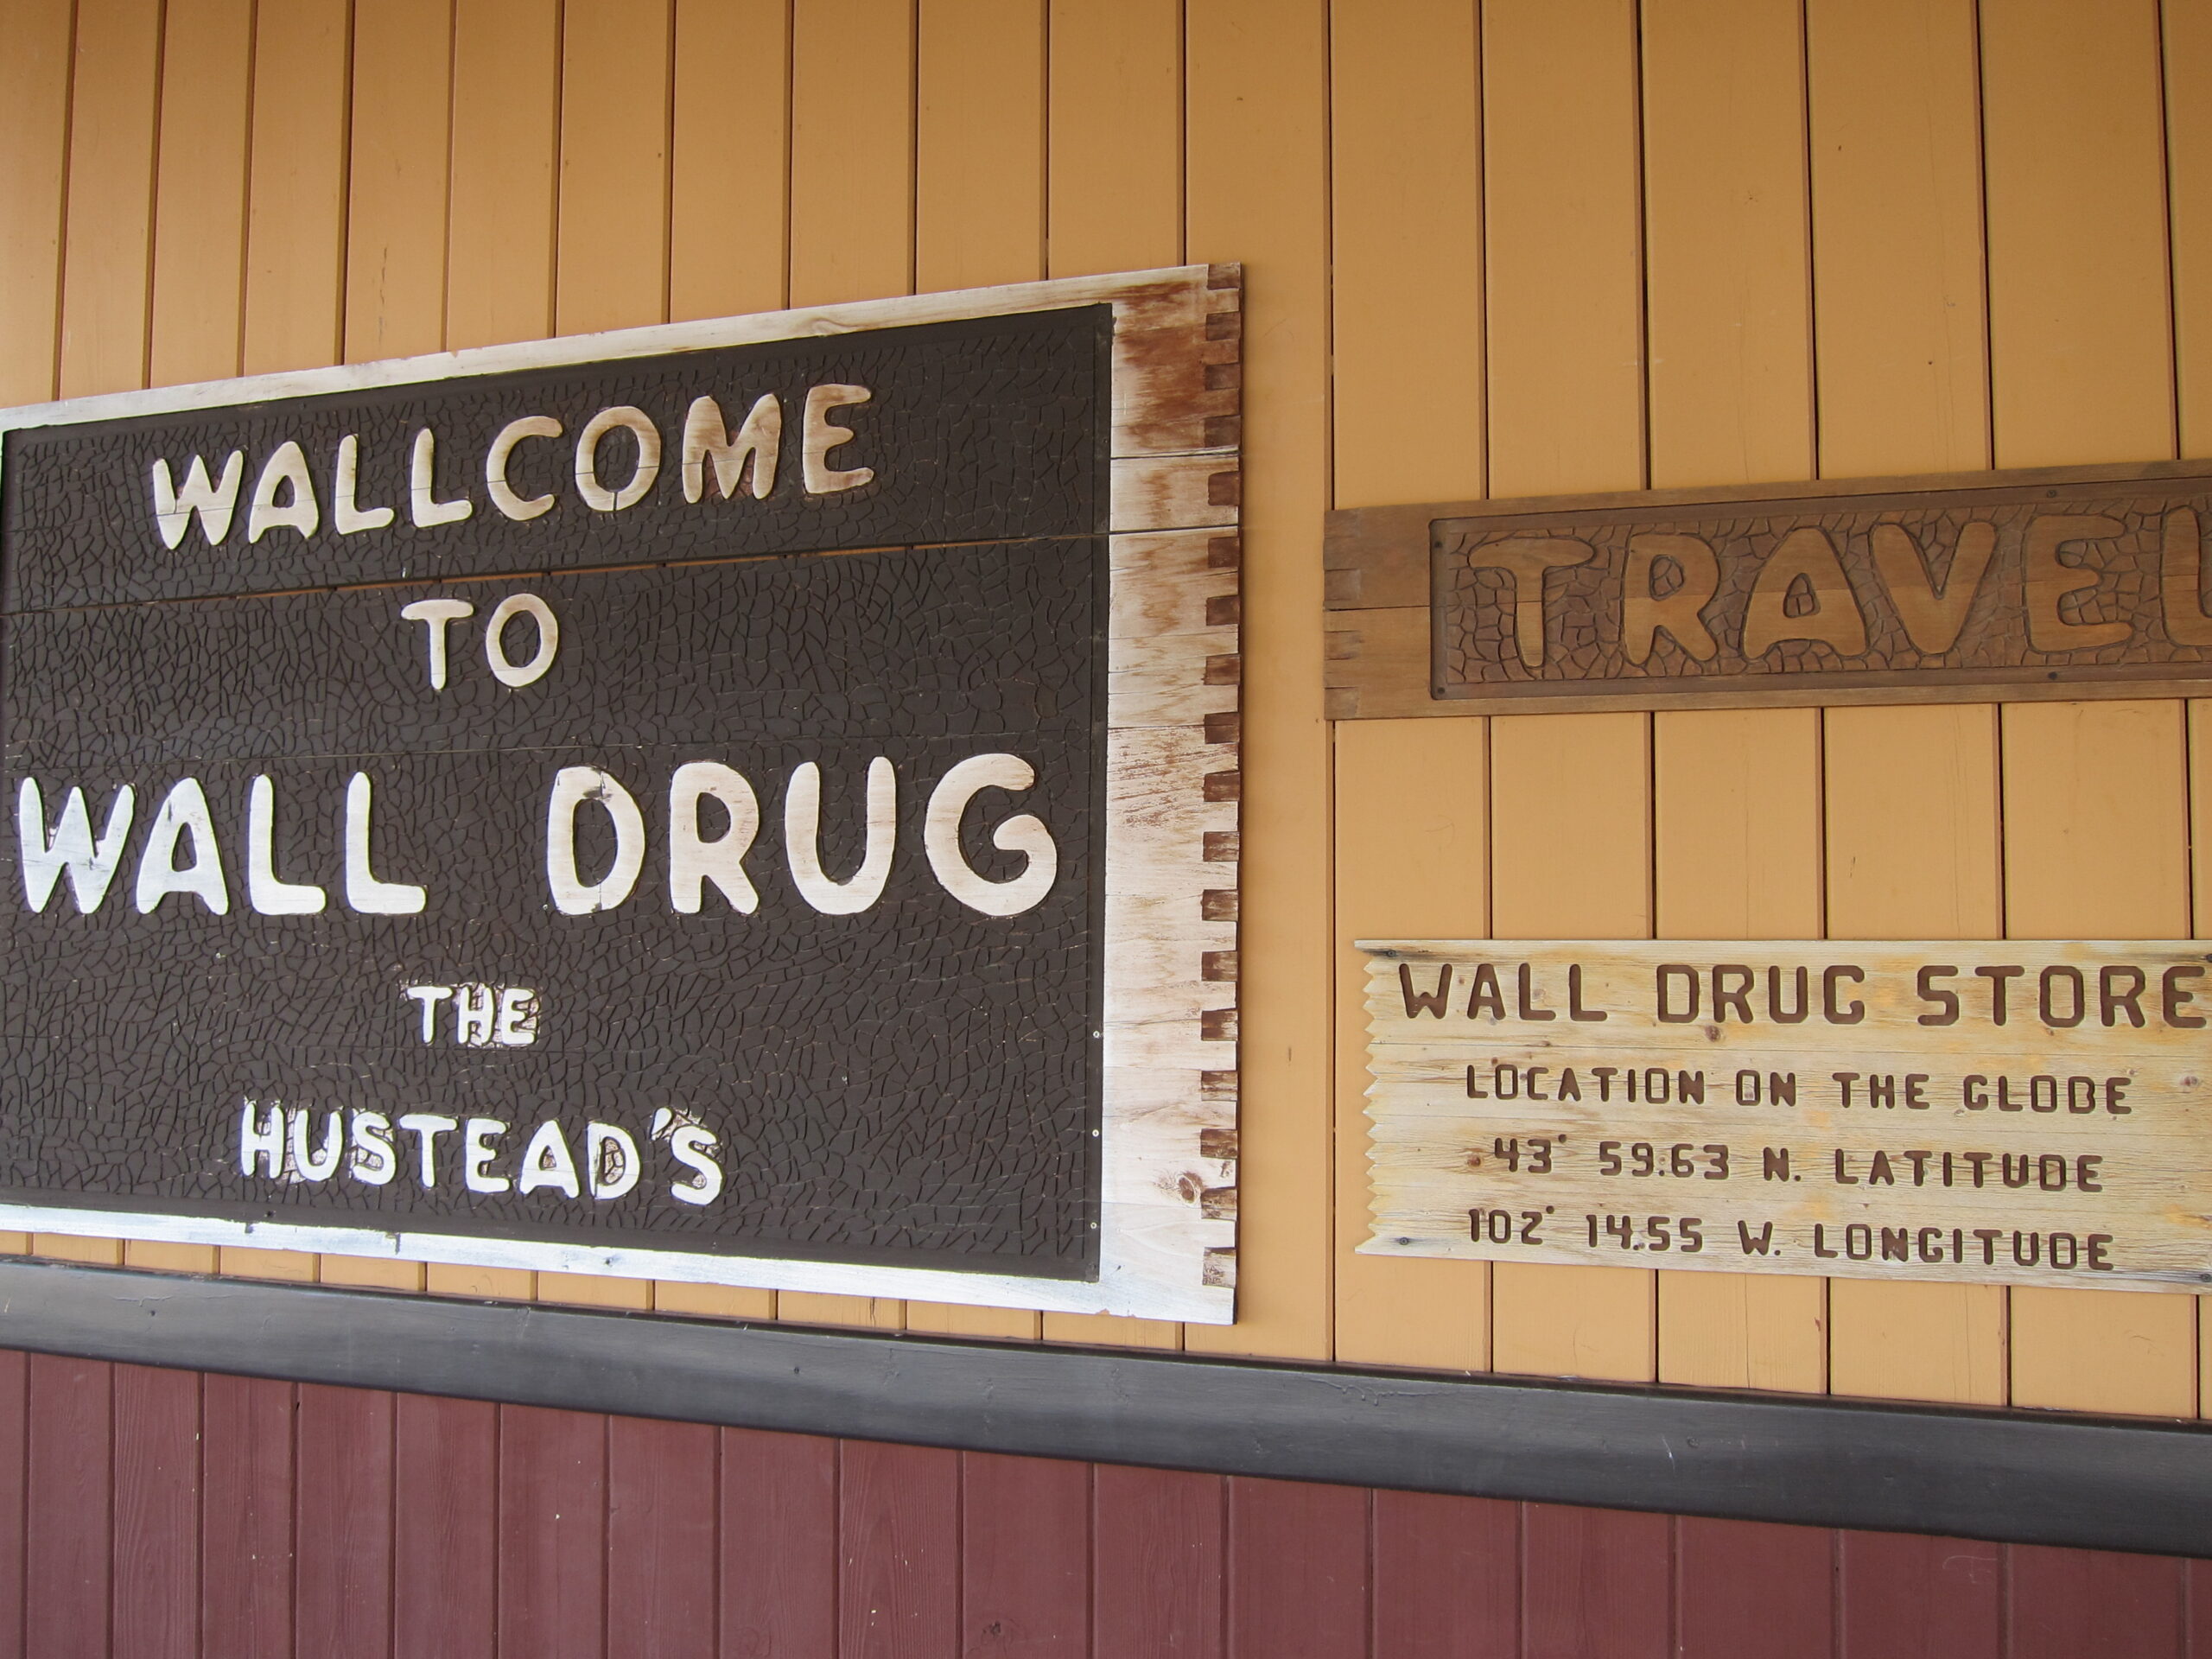 WALLCOME
TO
WALL DRUG
THE
HUSTEAD'S
WALL DRUG STORE
LOCATION ON THE GLOBE
43° 59.63 N. LATITUDE
102° 14.55 W. LONGITUDE